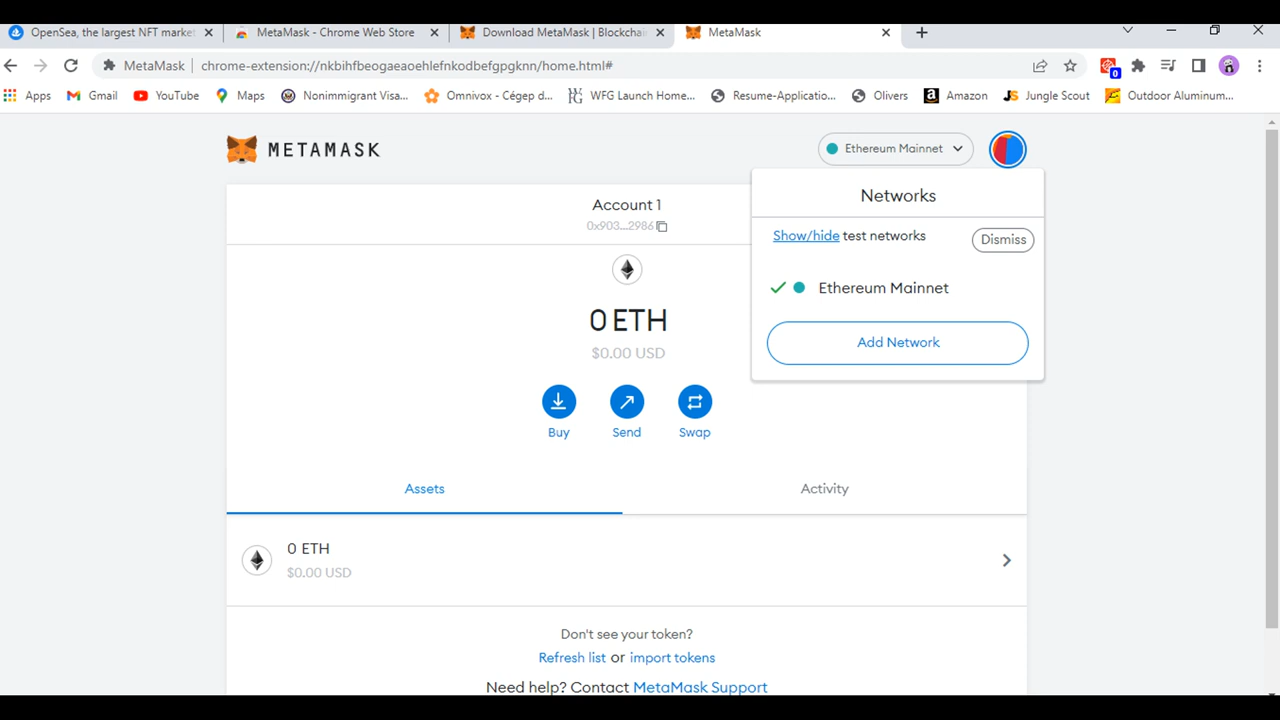 OpenSea, the largest NFT marke
MetaMask - Chrome Web Store
Download MetaMask | Blockchai
MetaMask
MetaMask
chrome-extension://nkbihfbeogaeaoehlefnkodbefgpgknn/home.html#
0
Apps
Gmail
YouTube
Maps
Nonimmigrant Visa...
Omnivox - Cégep d...
WFG Launch Home...
Resume-Applicatio...
Olivers
Amazon
Jungle Scout
Outdoor Aluminum...
METAMASK
Ethereum Mainnet
Networks
Show/hide test networks
Dismiss
Ethereum Mainnet
Add Network
Account 1
0x903...2986
0 ETH
$0.00 USD
Buy
Send
Swap
Assets
Activity
0 ETH
$0.00 USD
Don't see your token?
Refresh list or import tokens
Need help? Contact MetaMask Support